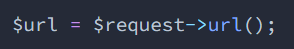 $url = $request->url();